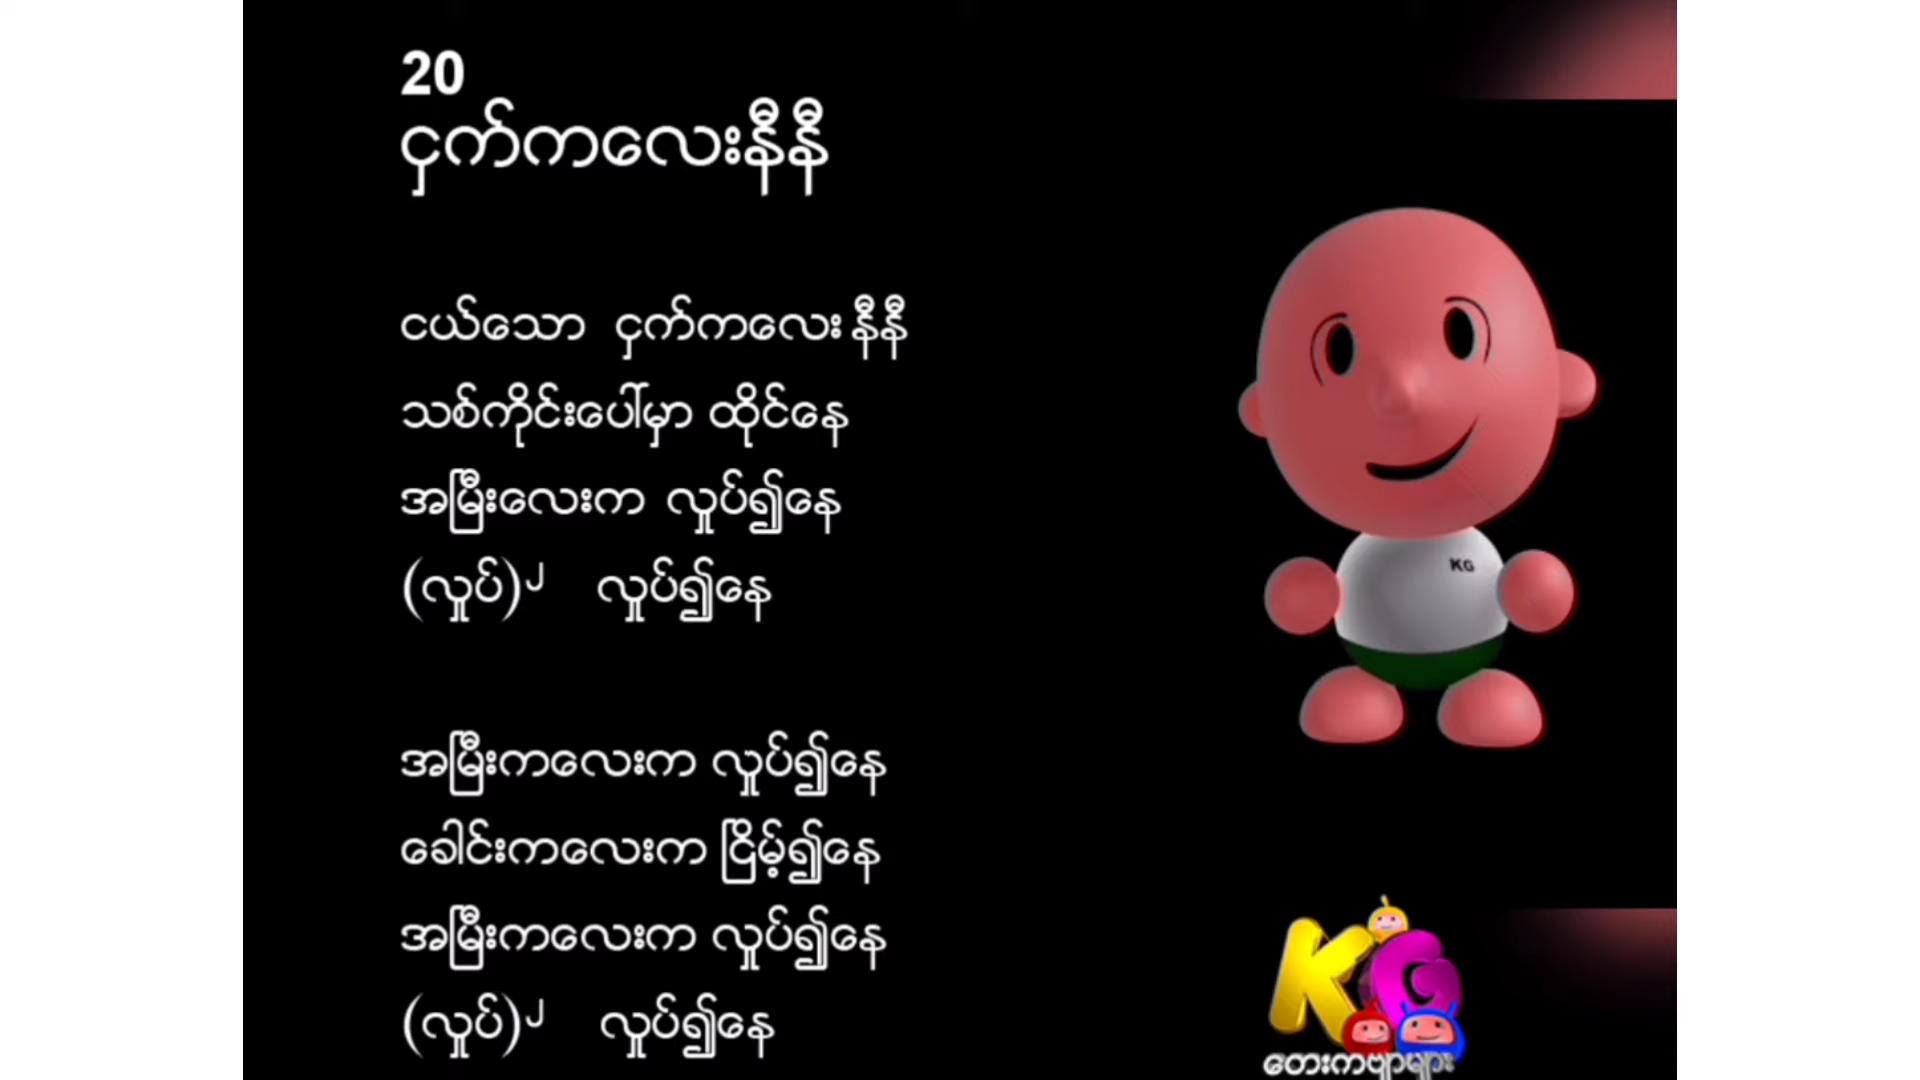 20
ငှက်ကလေးနီနီ
ငယ်သော ငှက်ကလေး နီနီ
သစ်ကိုင်းပေါ်မှာ ထိုင်နေ
အမြီးလေးက လှုပ်၍နေ
(လှုပ်)၂ လှုပ်၍နေ
အမြီးကလေးက လှုပ်၍နေ
ခေါင်းကလေးက ငြိမ့်၍နေ
အမြီးကလေးက လှုပ်၍နေ
(လှုပ်)၂ လှုပ်၍နေ
KG
KG
တေးကဗျာများ